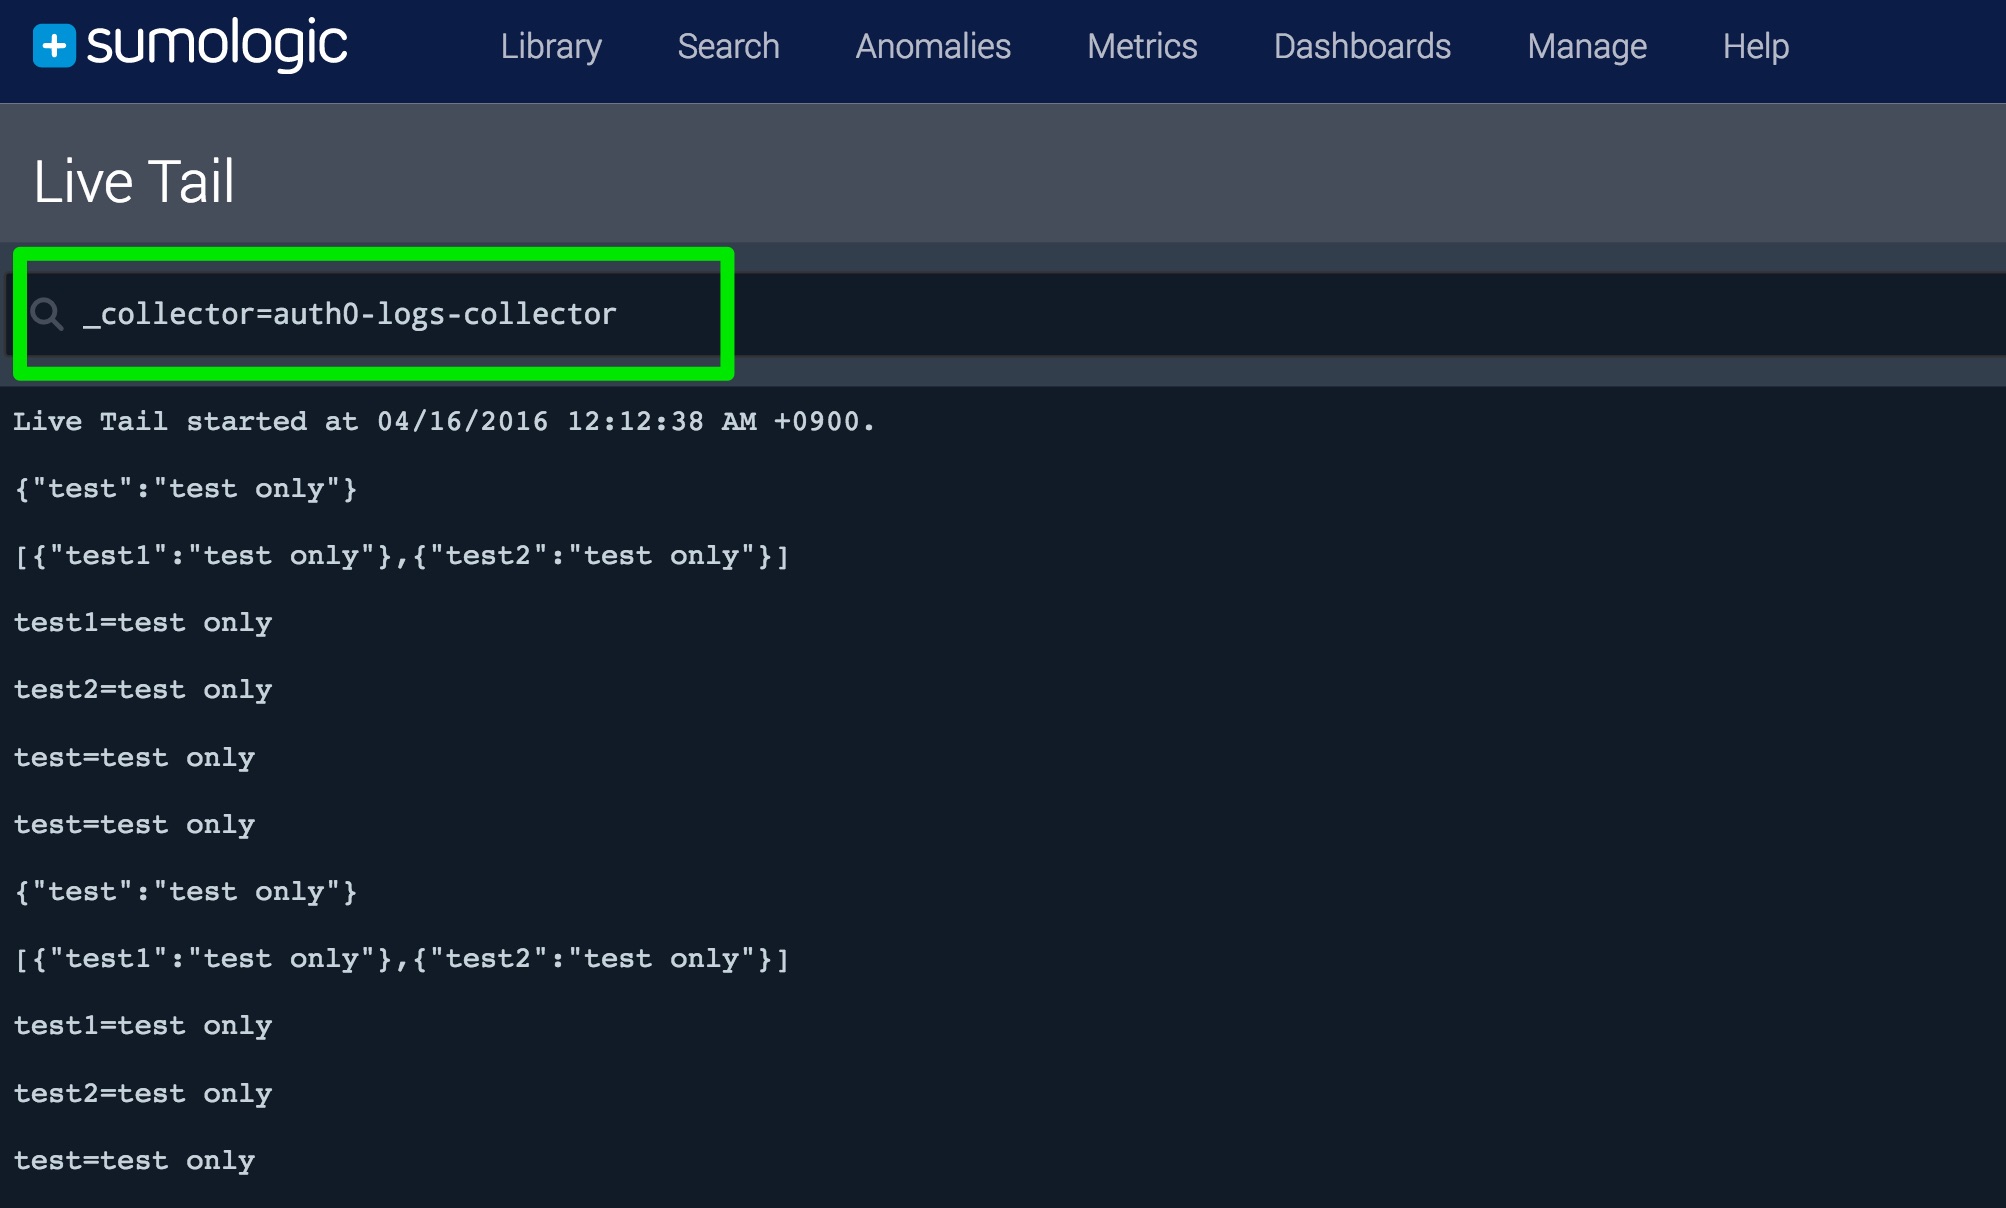 sumologic Library Search Anomalies Metrics Dashboards Manage Help
Live Tail
_collector=auth0-logs-collector
Live Tail started at 04/16/2016 12:12:38 AM +0900.
{"test":"test only"}
[{"test1":"test only"},{"test2":"test only"}]
test1=test only
test2=test only
test=test only
test=test only
{"test":"test only"}
[{"test1":"test only"},{"test2":"test only"}]
test1=test only
test2=test only
test=test only